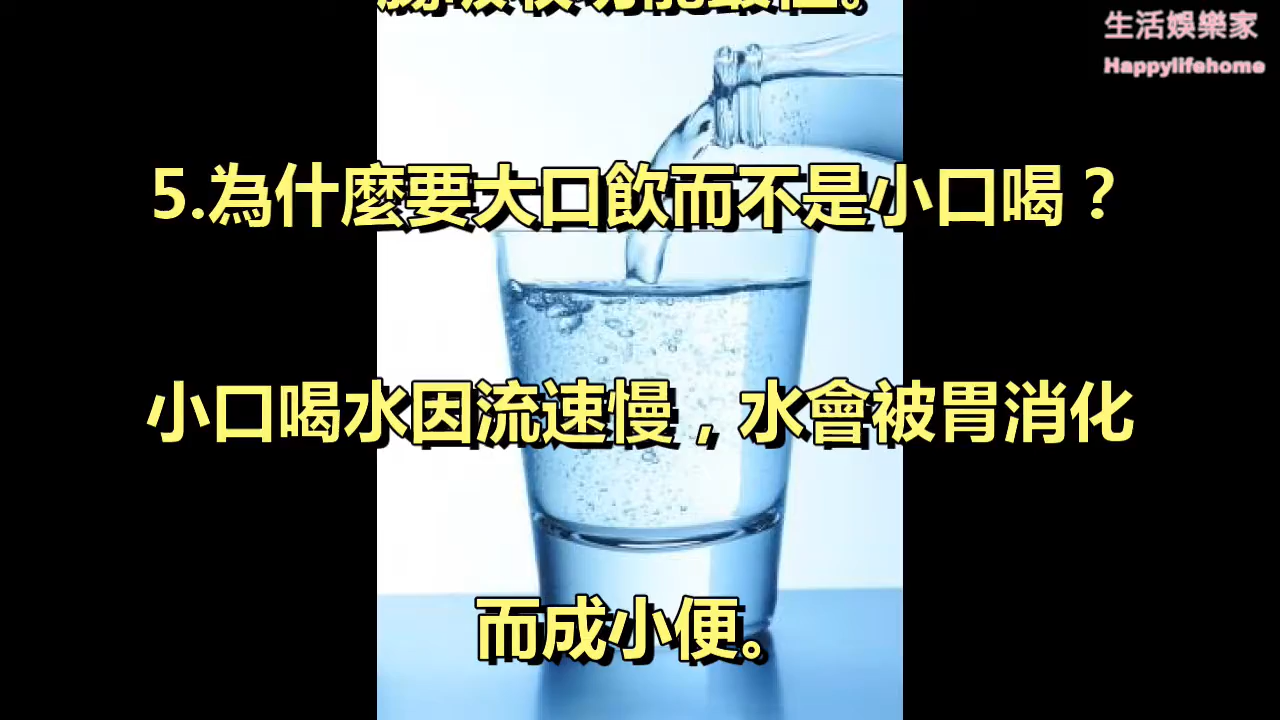 生活娛樂家
Happylifehome
5.為什麼要大口飲而不是小口喝？
小口喝水因流速慢，水會被胃消化
而成小便。